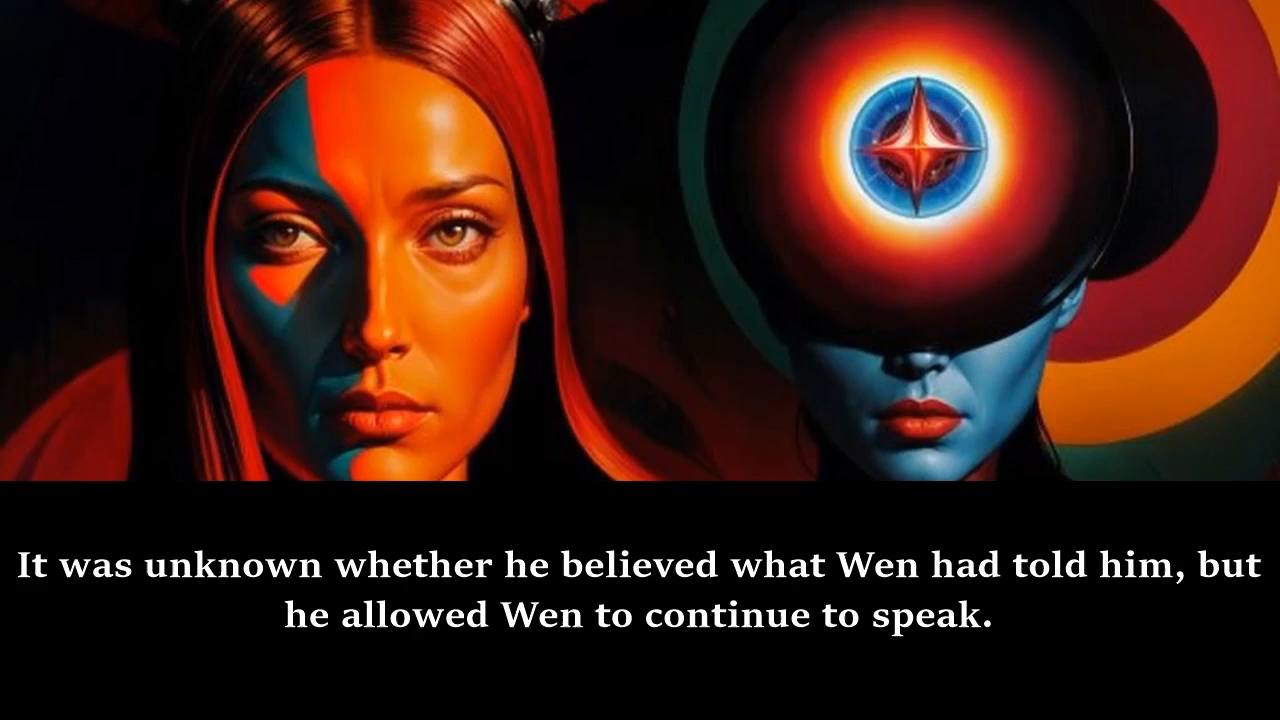 It was unknown whether he believed what Wen had told him, but
he allowed Wen to continue to speak.